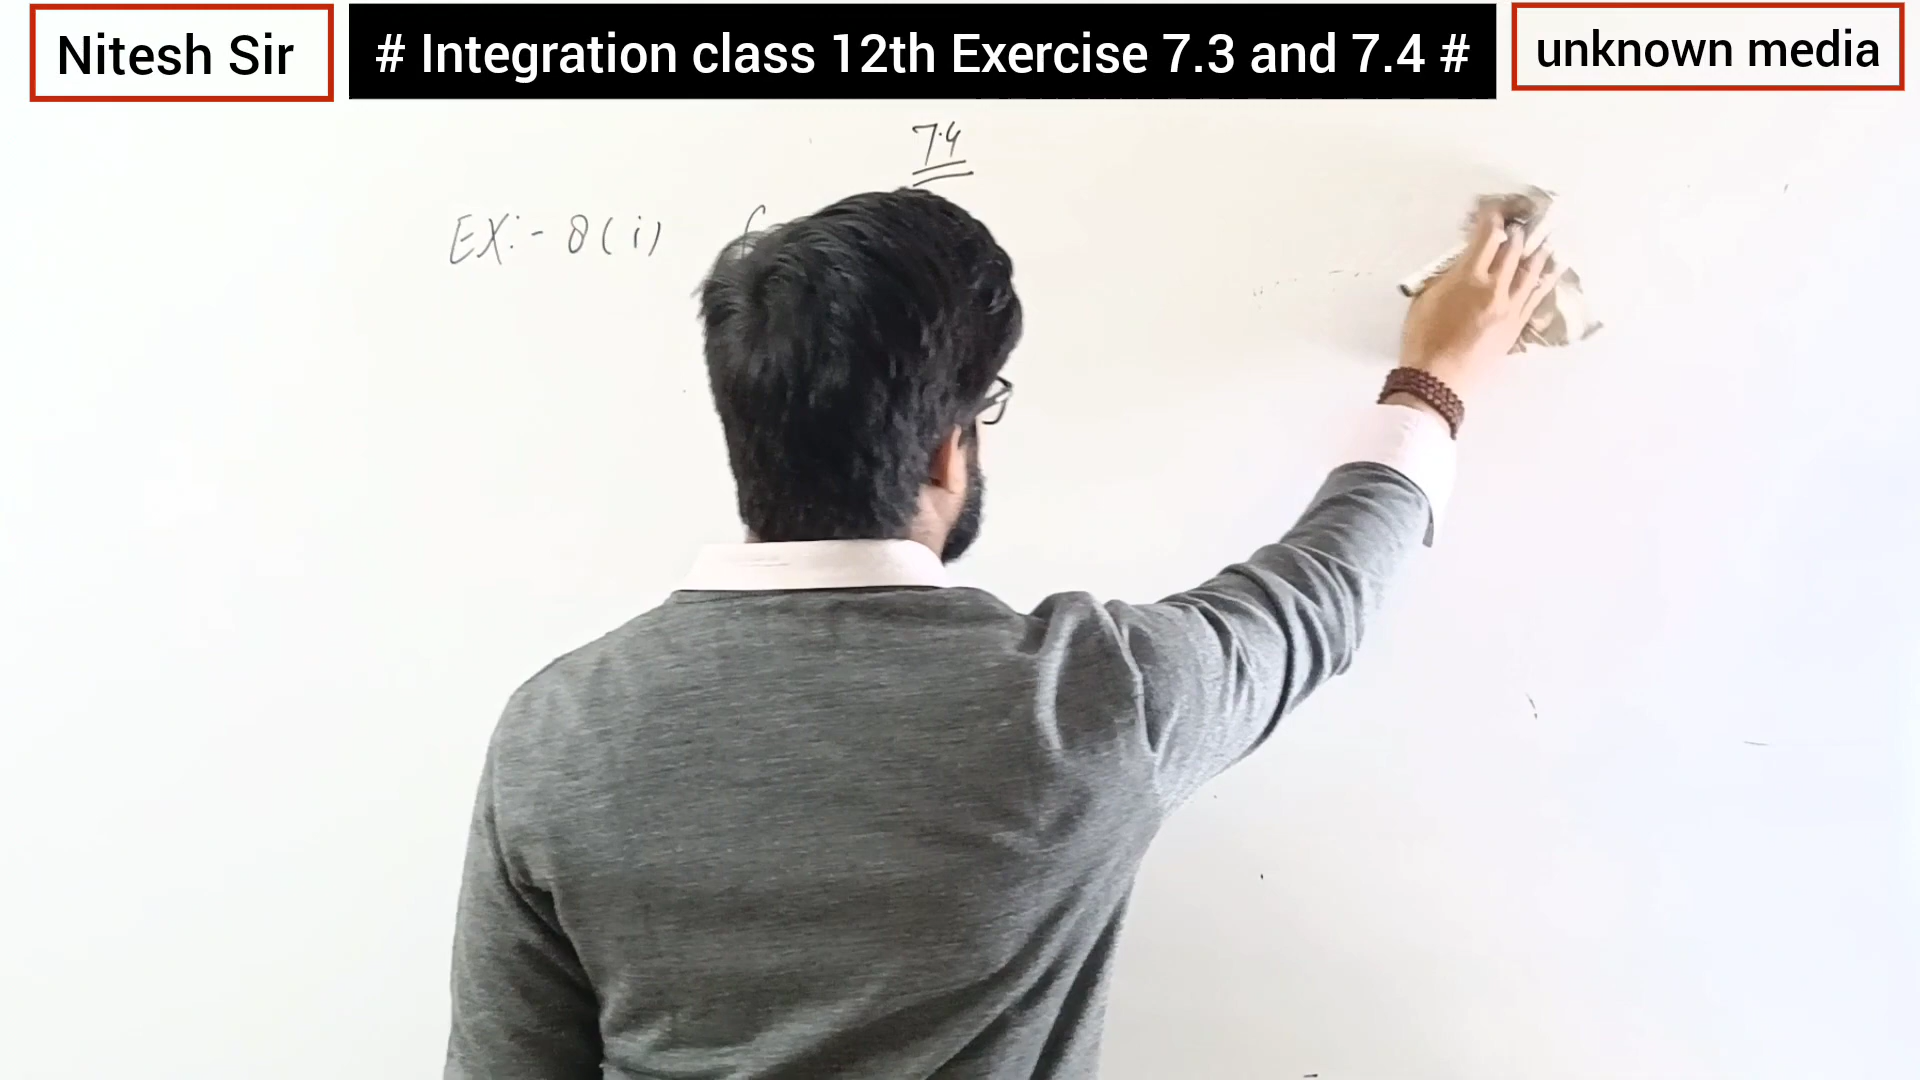 Nitesh Sir
# Integration class 12th Exercise 7.3 and 7.4 #
unknown media
7.4
EX:- 8(i) ∫